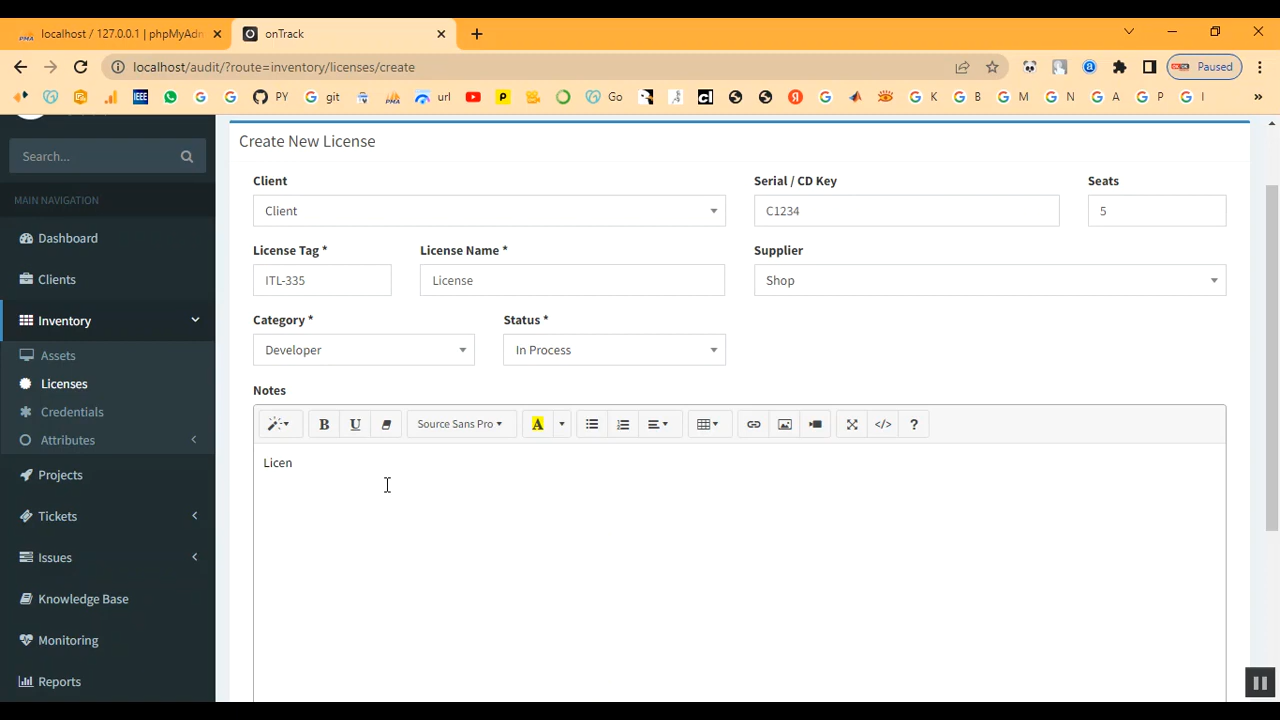 localhost / 127.0.0.1 | phpMyAdm
onTrack
localhost/audit/?route=inventory/licenses/create
Paused
IEEE
PY
git
url
Go
K
B
M
N
A
P
I
»
Search...
MAIN NAVIGATION
Dashboard
Clients
Inventory
Assets
Licenses
Credentials
Attributes
Projects
Tickets
Issues
Knowledge Base
Monitoring
Reports
Create New License
Client
Serial / CD Key
Seats
Client
C1234
5
License Tag *
License Name *
Supplier
ITL-335
License
Shop
Category *
Status *
Developer
In Process
Notes
B
U
Source Sans Pro
A
</>
?
Licen